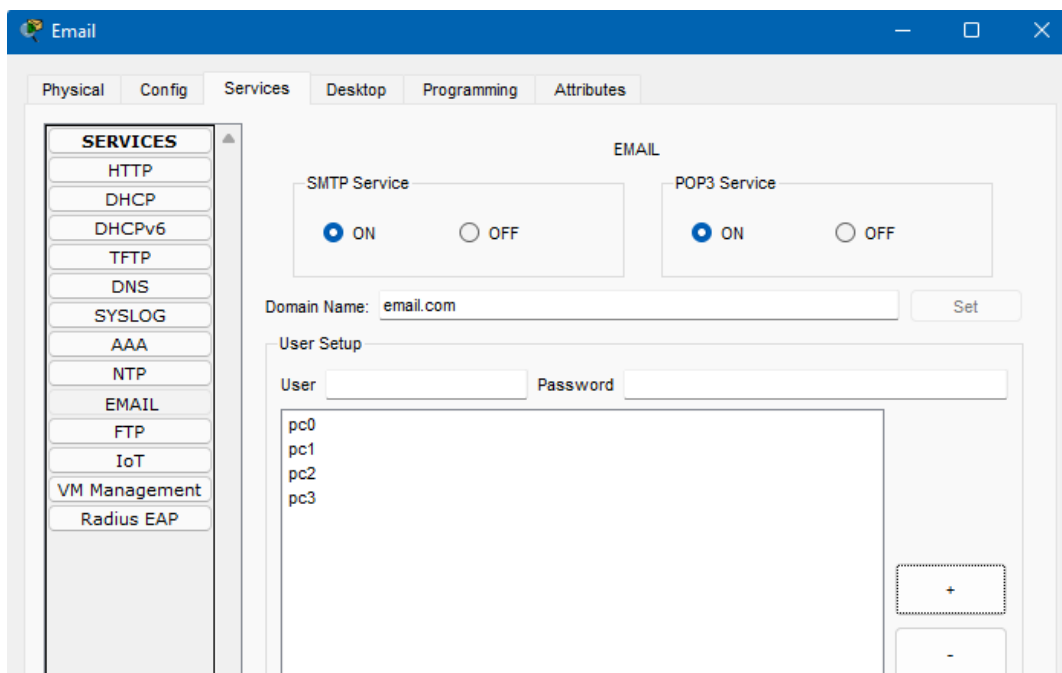 Email
Physical Config Services Desktop Programming Attributes
SERVICES
HTTP
DHCP
DHCPv6
TFTP
DNS
SYSLOG
AAA
NTP
EMAIL
FTP
IoT
VM Management
Radius EAP
EMAIL
SMTP Service POP3 Service
ON OFF ON OFF
Domain Name: email.com Set
User Setup
User Password
pc0
pc1
pc2
pc3
+
-